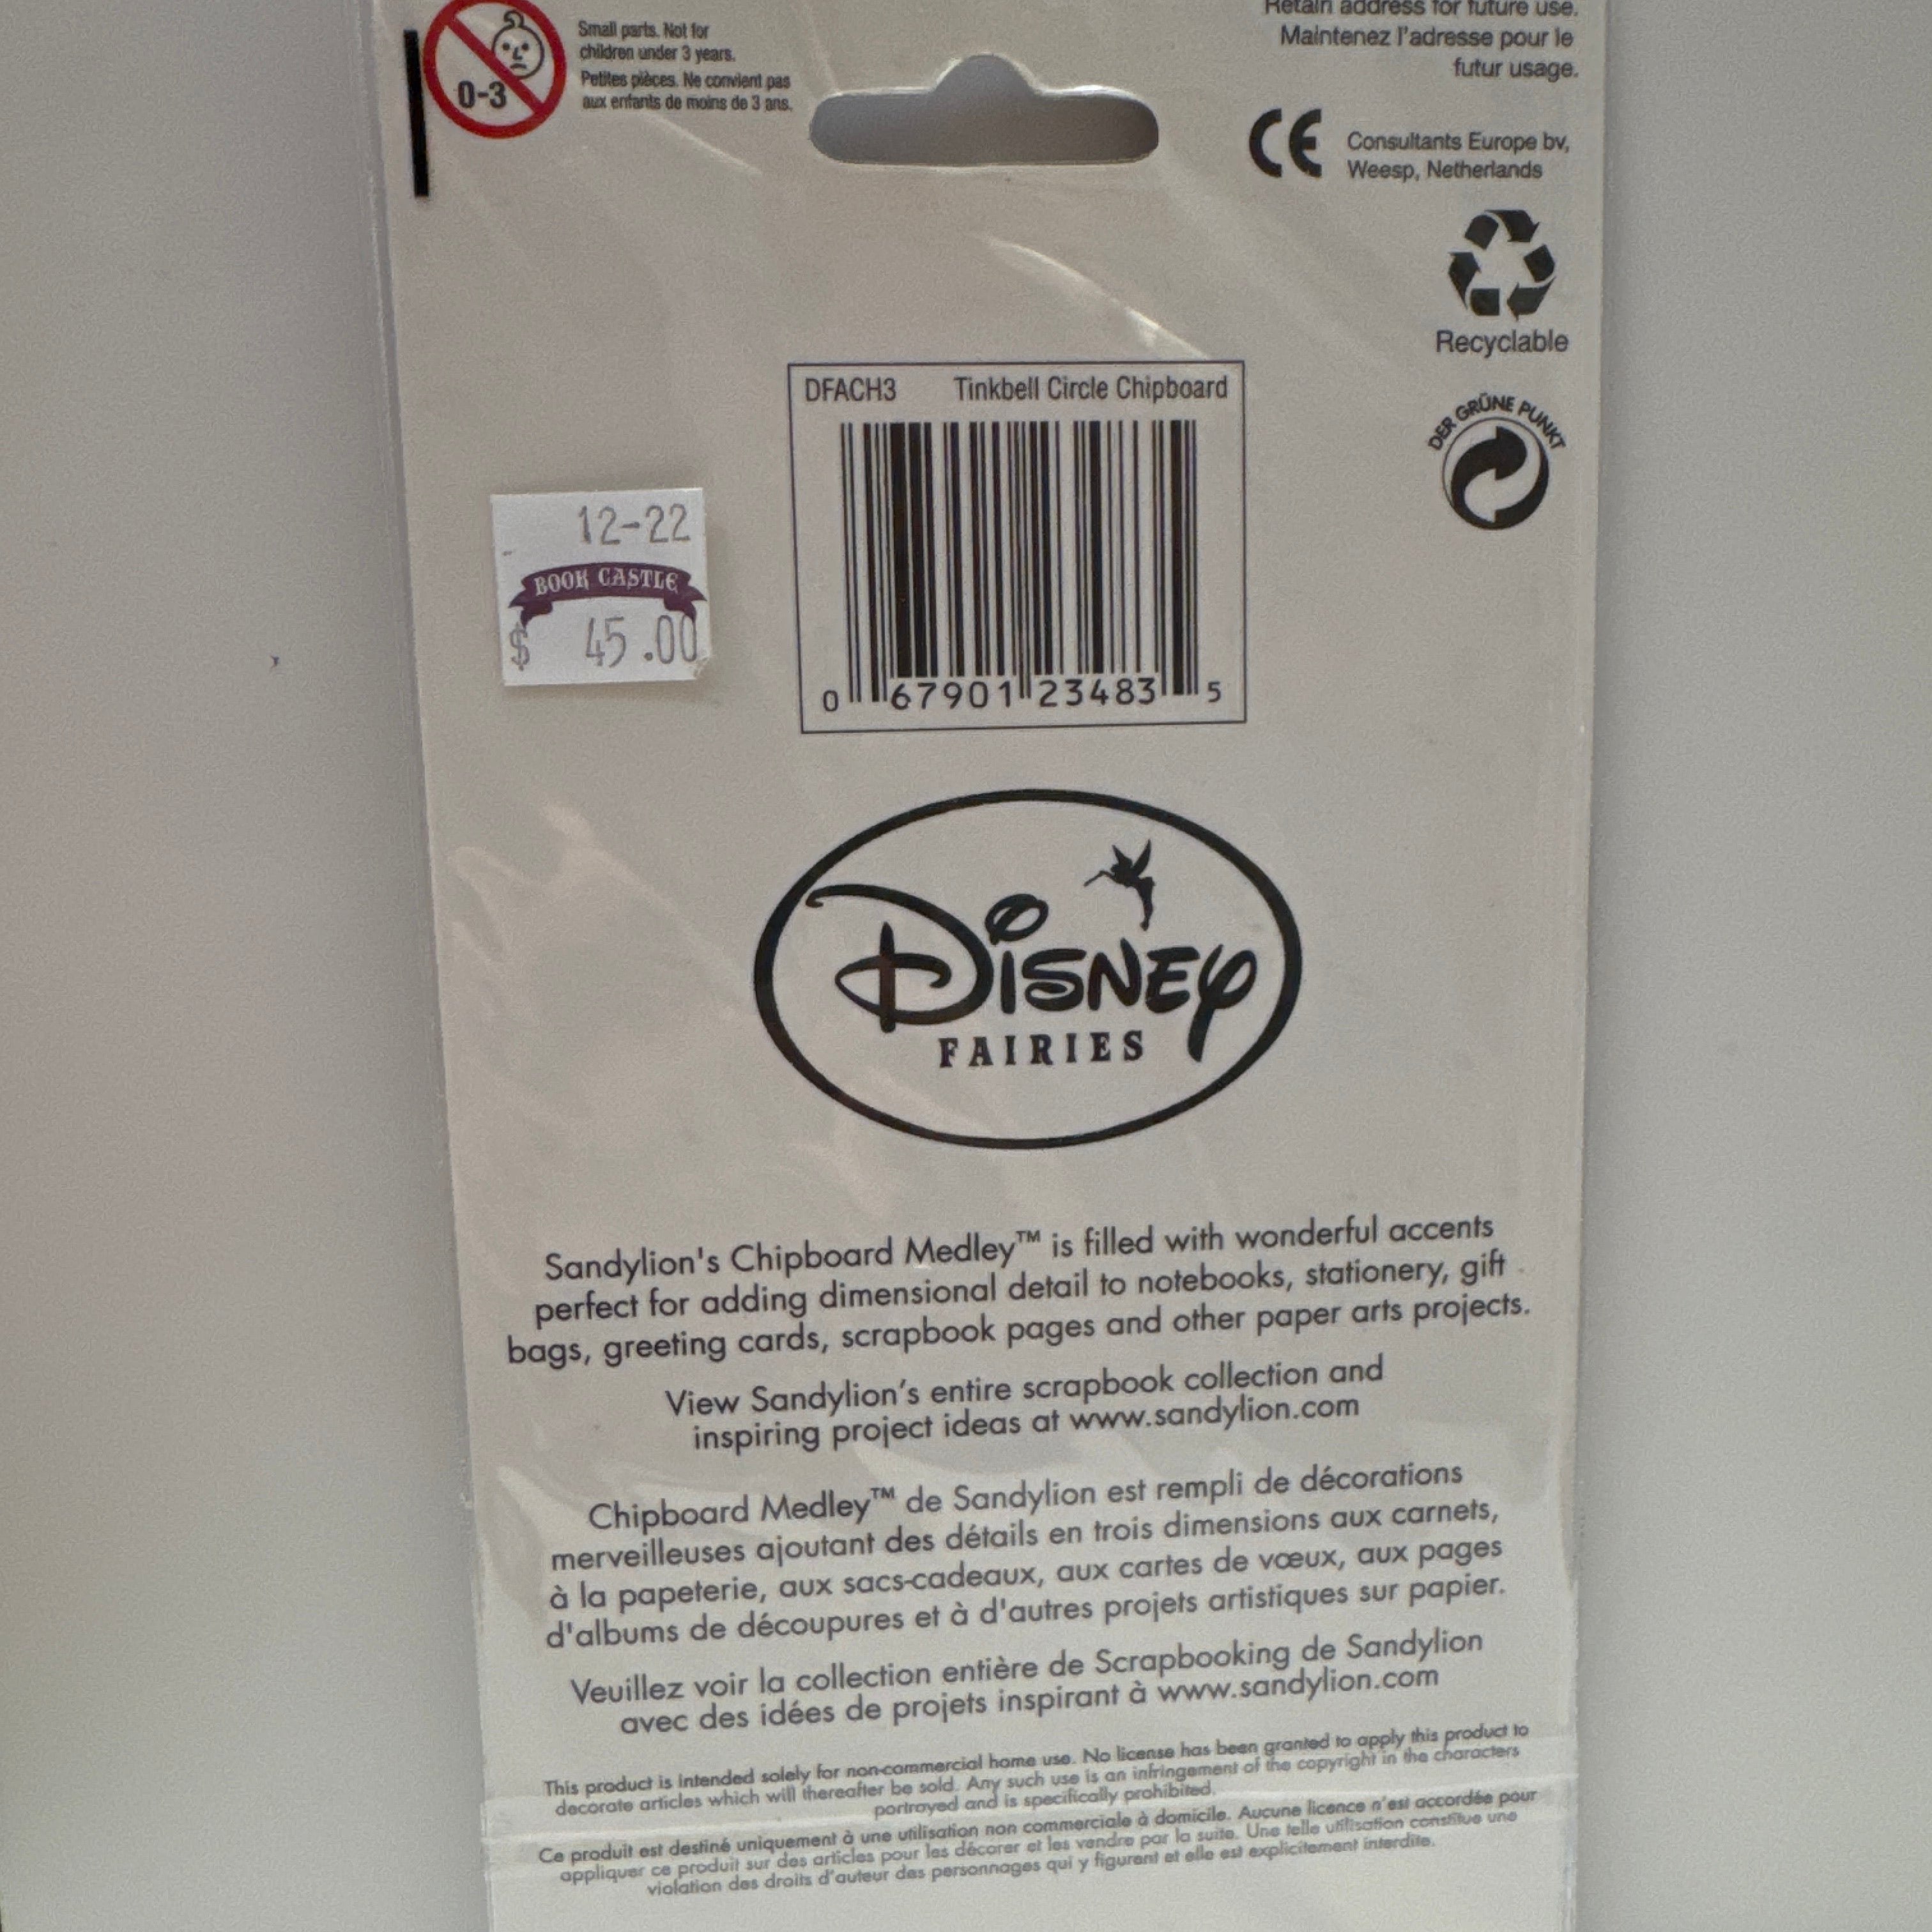 Small parts. Not for
children under 3 years.
Petites pièces. Ne convient pas
aux enfants de moins de 3 ans.
0-3
Retain address for future use.
Maintenez l'adresse pour le
futur usage.
CE
Consultants Europe bv,
Weesp, Netherlands
Recyclable
DER GRÜNE PUNKT
DFACH3 Tinkbell Circle Chipboard
0 67901 23483 5
12-22
BOOK CASTLE
$ 45.00
Disney
FAIRIES
Sandylion's Chipboard Medley™ is filled with wonderful accents
perfect for adding dimensional detail to notebooks, stationery, gift
bags, greeting cards, scrapbook pages and other paper arts projects.
View Sandylion's entire scrapbook collection and
inspiring project ideas at www.sandylion.com
Chipboard Medley™ de Sandylion est rempli de décorations
merveilleuses ajoutant des détails en trois dimensions aux carnets,
à la papeterie, aux sacs-cadeaux, aux cartes de vœux, aux pages
d'albums de découpures et à d'autres projets artistiques sur papier.
Veuillez voir la collection entière de Scrapbooking de Sandylion
avec des idées de projets inspirant à www.sandylion.com
This product is intended solely for non-commercial home use. No license has been granted to apply this product to
decorate articles which will thereafter be sold. Any such use is an infringement of the copyright in the characters
portrayed and is specifically prohibited.
Ce produit est destiné uniquement à une utilisation non commerciale à domicile. Aucune licence n'est accordée pour
appliquer ce produit sur des articles pour les décorer et les vendre par la suite. Une telle utilisation constitue une
violation des droits d'auteur des personnages qui y figurent et elle est explicitement interdite.